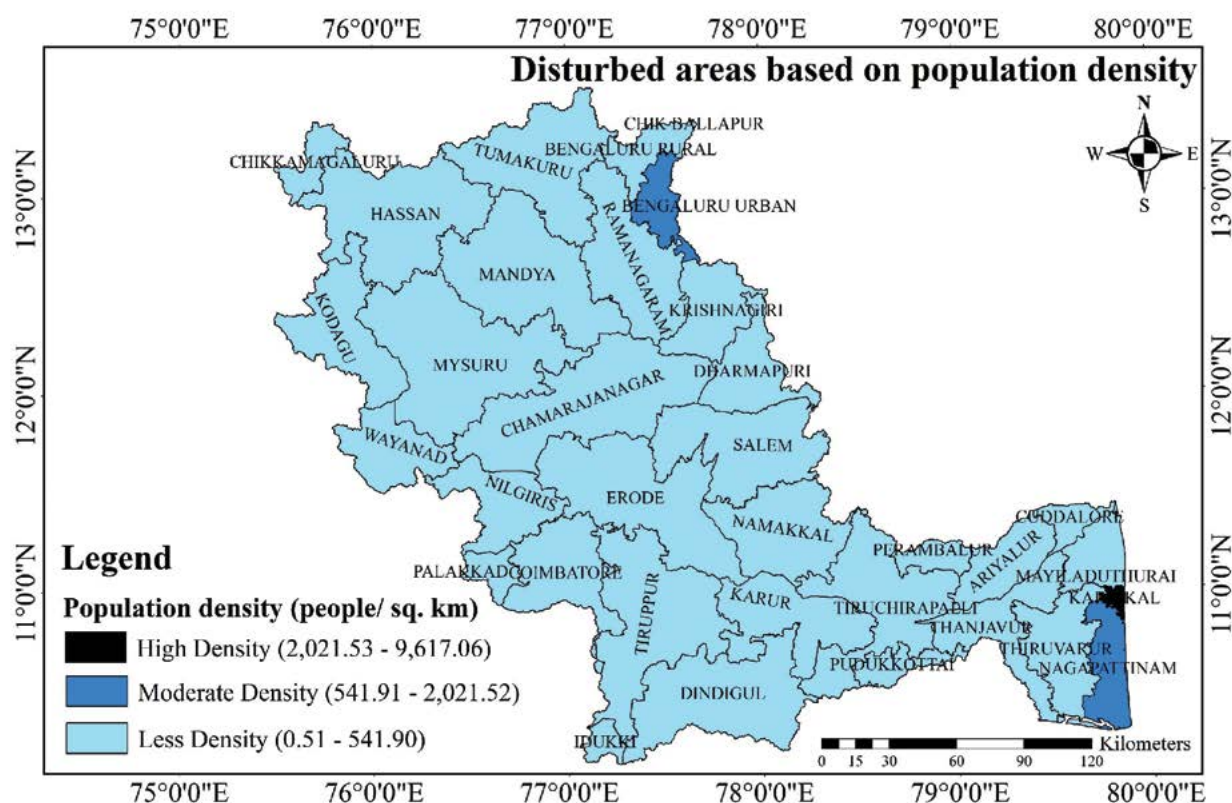 75°0'0"E 76°0'0"E 77°0'0"E 78°0'0"E 79°0'0"E 80°0'0"E
Disturbed areas based on population density
N
W E
S
13°0'0"N
12°0'0"N
11°0'0"N
13°0'0"N
12°0'0"N
11°0'0"N
CHIK BALLAPUR
BENGALURU RURAL
TUMAKURU
CHIKKAMAGALURU
BENGALURU URBAN
HASSAN
RAMANAGARAM
MANDYA
KRISHNAGIRI
KODAGU
MYSURU
DHARMAPURI
CHAMARAJANAGAR
WAYANAD
SALEM
NILGIRIS
ERODE
NAMAKKAL
CUDDALORE
PERAMBALUR
ARIYALUR
PALAKKAD
COIMBATORE
MAYILADUTHURAI
KARAIKAL
TIRUPPUR
KARUR
TIRUCHIRAPALLI
THANJAVUR
THIRUVARUR
PUDUKKOTTAI
NAGAPATTINAM
DINDIGUL
IDUKKI
Legend
Population density (people/ sq. km)
High Density (2,021.53 - 9,617.06)
Moderate Density (541.91 - 2,021.52)
Less Density (0.51 - 541.90)
Kilometers
0 15 30 60 90 120
75°0'0"E 76°0'0"E 77°0'0"E 78°0'0"E 79°0'0"E 80°0'0"E